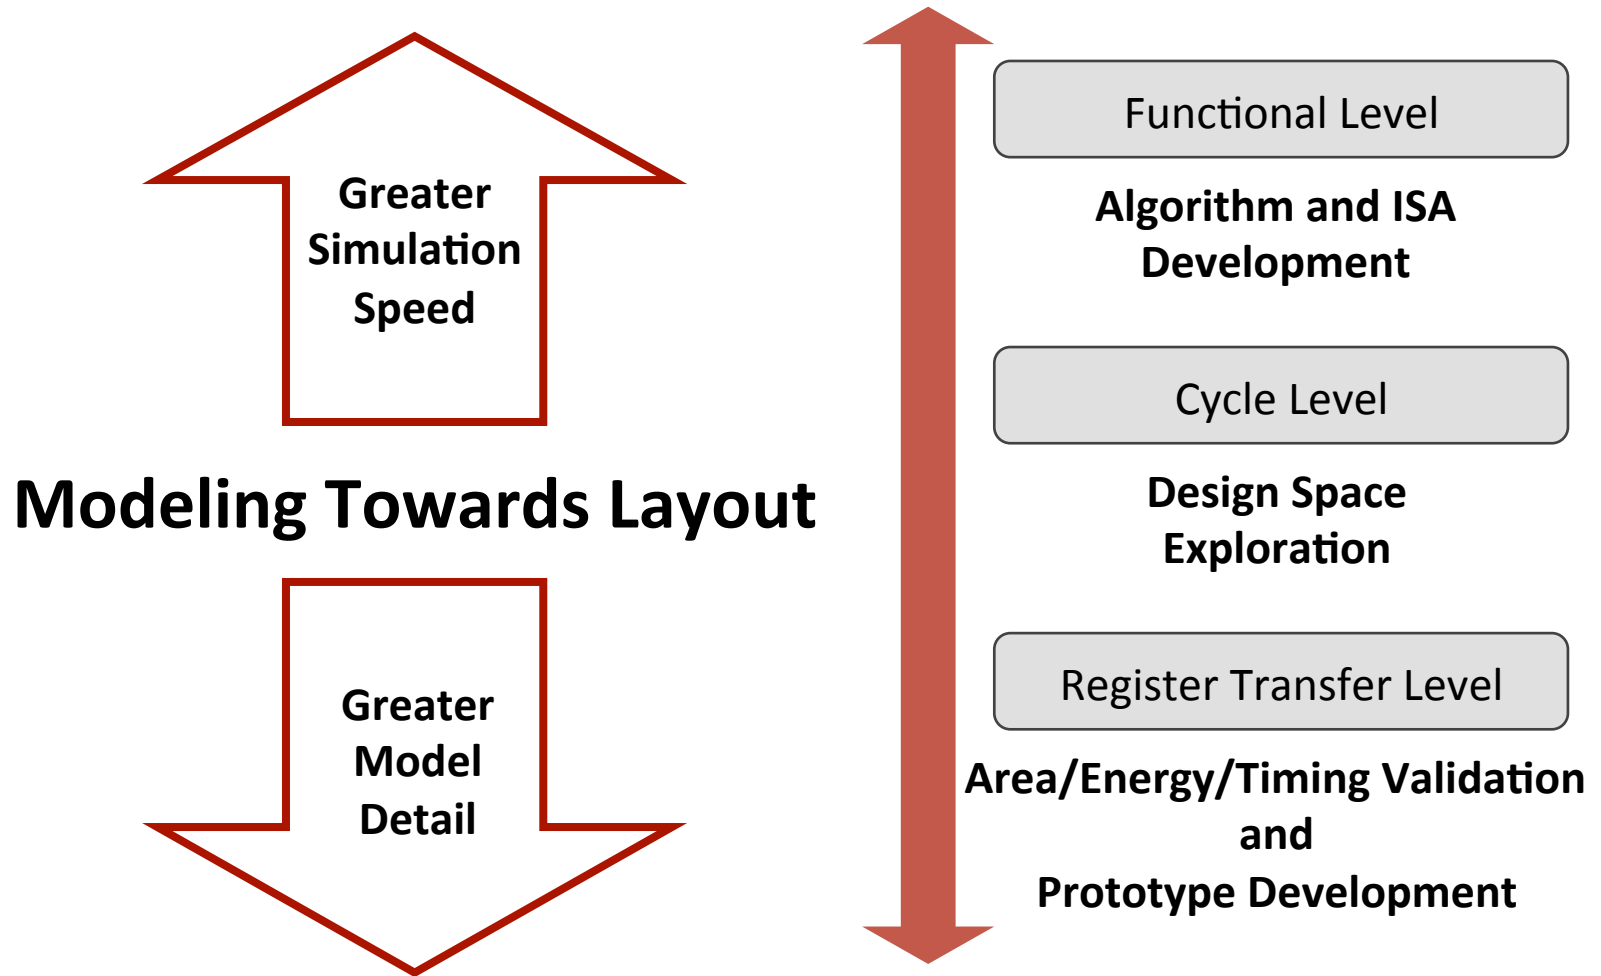 Greater
Simulation
Speed
Modeling Towards Layout
Greater
Model
Detail
Functional Level
Algorithm and ISA
Development
Cycle Level
Design Space
Exploration
Register Transfer Level
Area/Energy/Timing Validation
and
Prototype Development